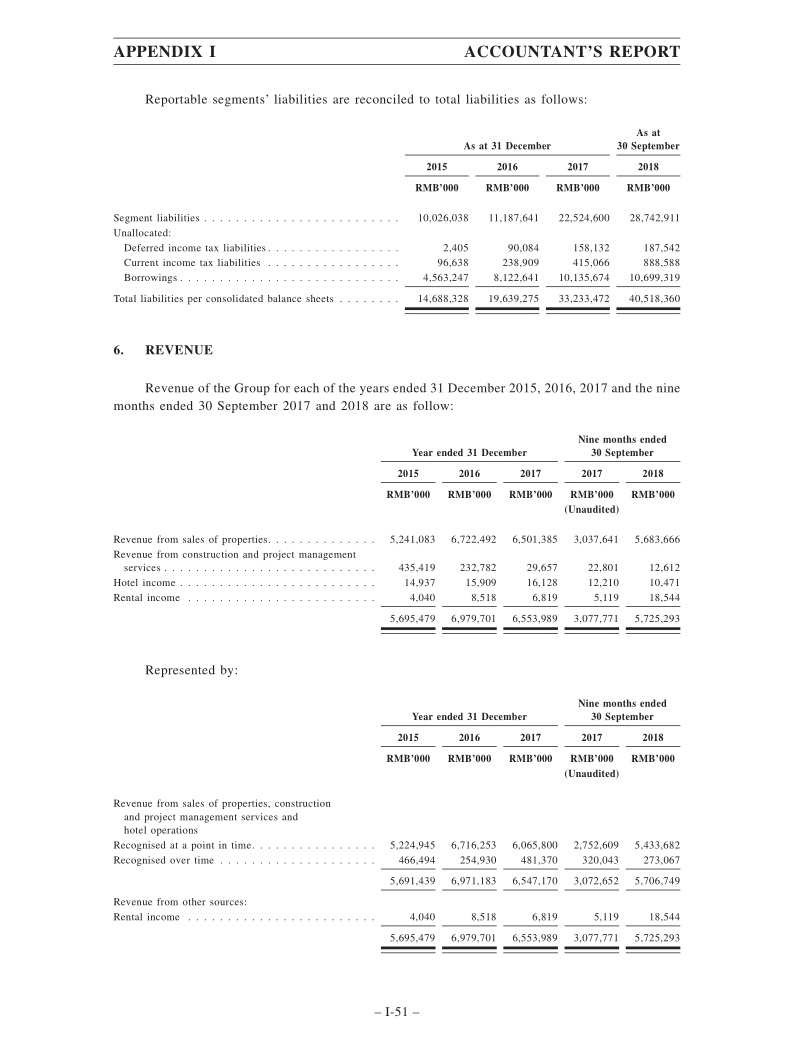 APPENDIX I ACCOUNTANT'S REPORT
Reportable segments' liabilities are reconciled to total liabilities as follows:
As at
As at 31 December 30 September
2015 2016 2017 2018
RMB'000 RMB'000 RMB'000 RMB'000
Segment liabilities . . . . . . . . . . . . . . . . . . . . . . . . . 10,026,038 11,187,641 22,524,600 28,742,911
Unallocated:
Deferred income tax liabilities . . . . . . . . . . . . . . . . . 2,405 90,084 158,132 187,542
Current income tax liabilities . . . . . . . . . . . . . . . . . 96,638 238,909 415,066 888,588
Borrowings . . . . . . . . . . . . . . . . . . . . . . . . . . . . 4,563,247 8,122,641 10,135,674 10,699,319
Total liabilities per consolidated balance sheets . . . . . . . . 14,688,328 19,639,275 33,233,472 40,518,360
6. REVENUE
Revenue of the Group for each of the years ended 31 December 2015, 2016, 2017 and the nine
months ended 30 September 2017 and 2018 are as follow:
Nine months ended
Year ended 31 December 30 September
2015 2016 2017 2017 2018
RMB'000 RMB'000 RMB'000 RMB'000 RMB'000
(Unaudited)
Revenue from sales of properties. . . . . . . . . . . . . . 5,241,083 6,722,492 6,501,385 3,037,641 5,683,666
Revenue from construction and project management
services . . . . . . . . . . . . . . . . . . . . . . . . . . . 435,419 232,782 29,657 22,801 12,612
Hotel income . . . . . . . . . . . . . . . . . . . . . . . . . 14,937 15,909 16,128 12,210 10,471
Rental income . . . . . . . . . . . . . . . . . . . . . . . . 4,040 8,518 6,819 5,119 18,544
5,695,479 6,979,701 6,553,989 3,077,771 5,725,293
Represented by:
Nine months ended
Year ended 31 December 30 September
2015 2016 2017 2017 2018
RMB'000 RMB'000 RMB'000 RMB'000 RMB'000
(Unaudited)
Revenue from sales of properties, construction
and project management services and
hotel operations
Recognised at a point in time. . . . . . . . . . . . . . . . 5,224,945 6,716,253 6,065,800 2,752,609 5,433,682
Recognised over time . . . . . . . . . . . . . . . . . . . . 466,494 254,930 481,370 320,043 273,067
5,691,439 6,971,183 6,547,170 3,072,652 5,706,749
Revenue from other sources:
Rental income . . . . . . . . . . . . . . . . . . . . . . . . 4,040 8,518 6,819 5,119 18,544
5,695,479 6,979,701 6,553,989 3,077,771 5,725,293
– I-51 –